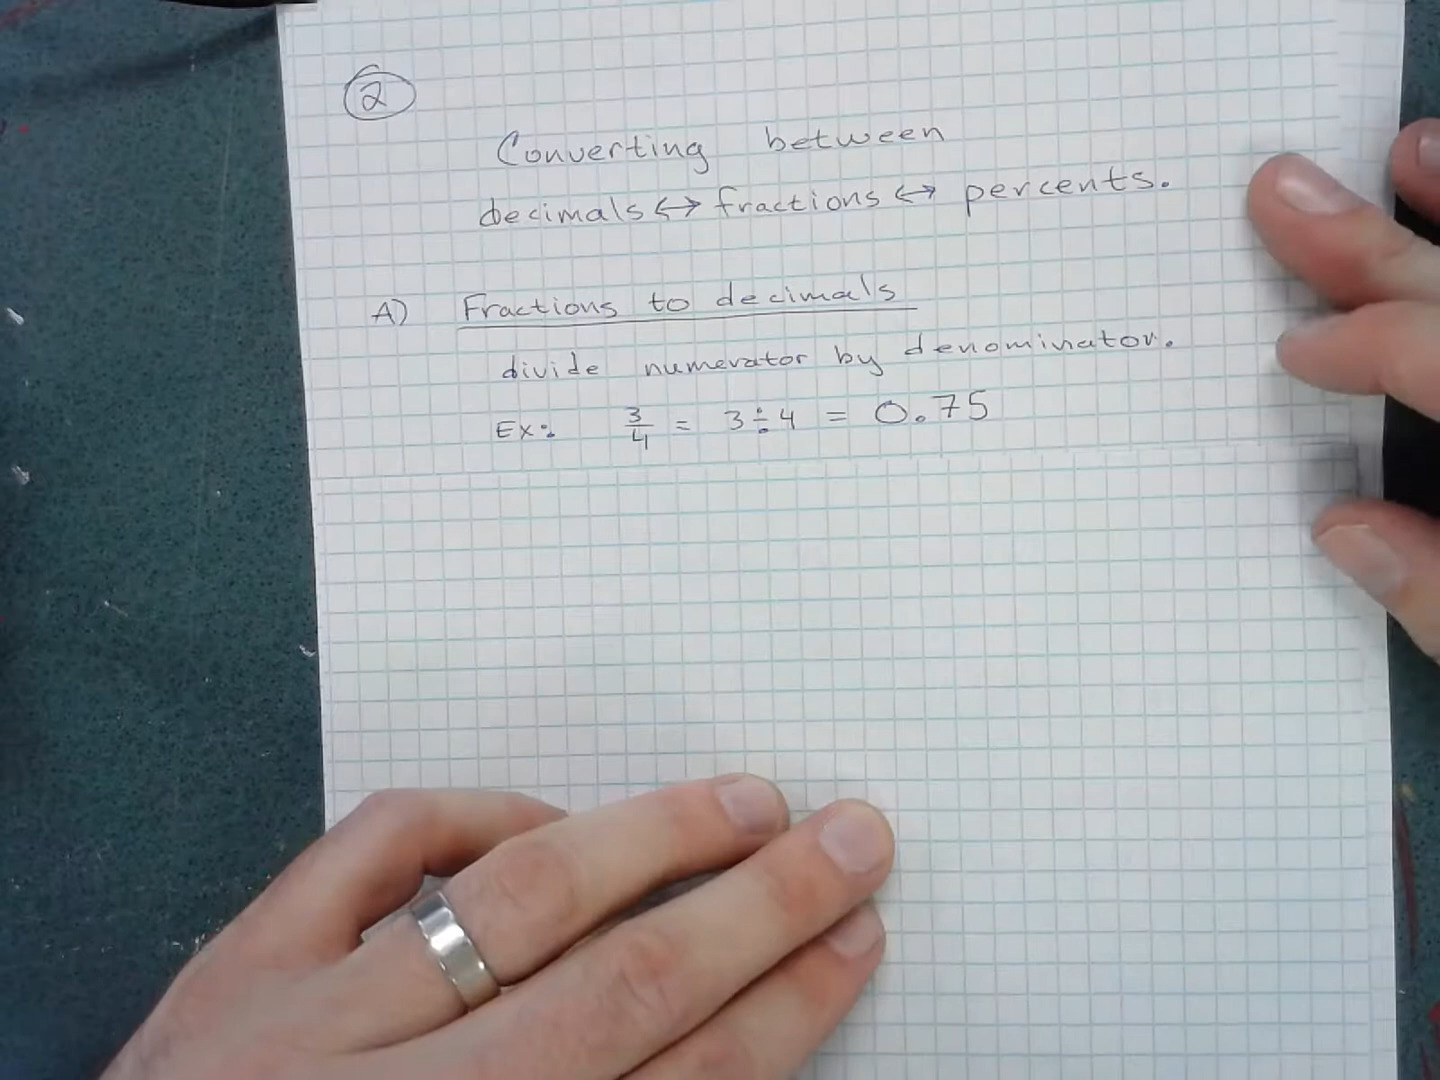 2
Converting between
decimals ↔ fractions ↔ percents.
A) Fractions to decimals
divide numerator by denominator.
Ex: 3/4 = 3 ÷ 4 = 0.75